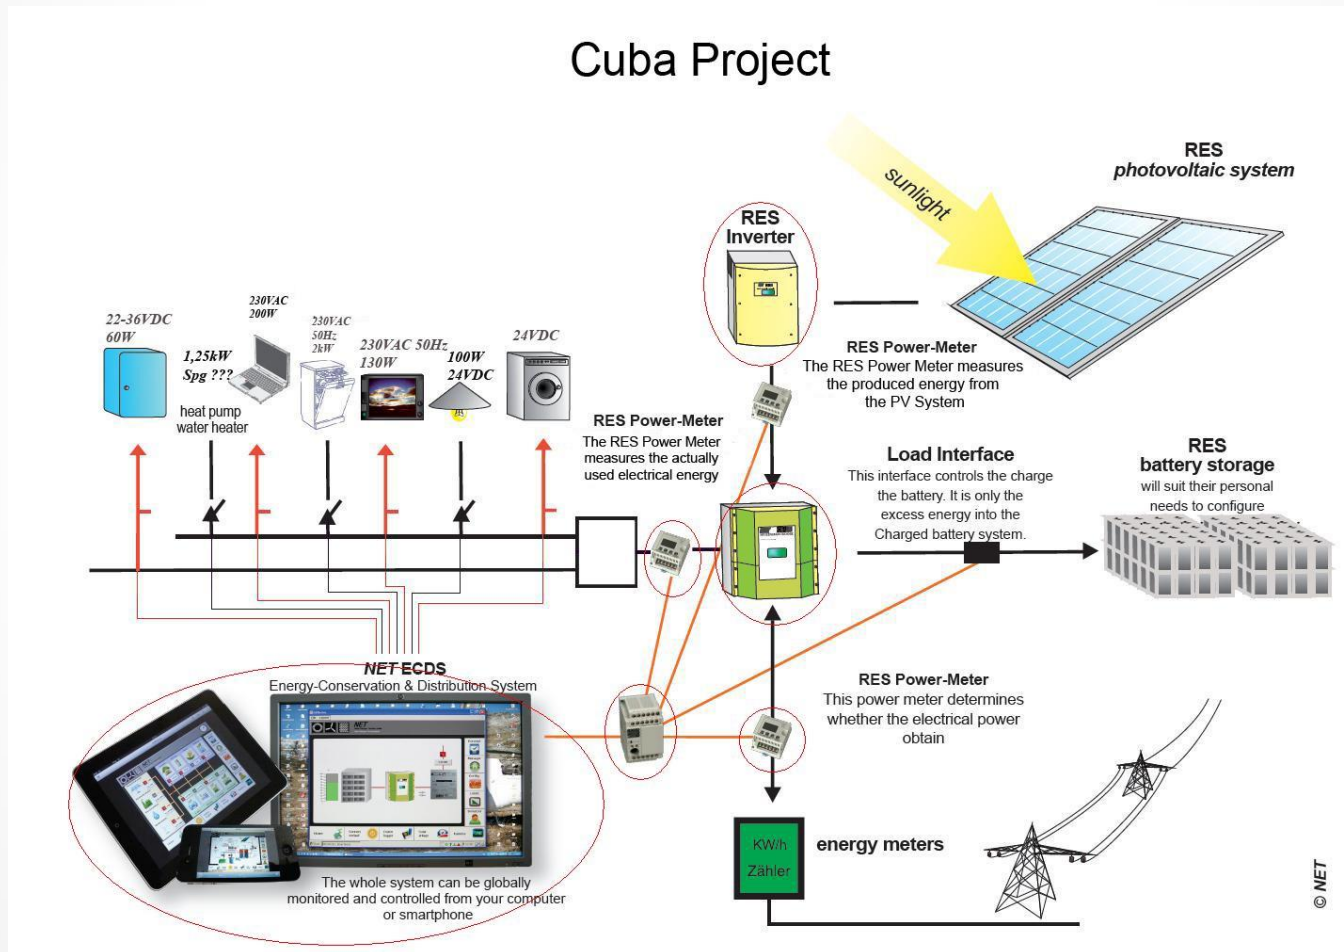 Cuba Project
RES
photovoltaic system
sunlight
RES
Inverter
RES Power-Meter
The RES Power Meter measures
the produced energy from
the PV System
22-36VDC
60W
1,25kW
Spg ???
heat pump
water heater
230VAC
200W
230VAC
50Hz
2kW
230VAC 50Hz
130W
100W
24VDC
24VDC
RES Power-Meter
The RES Power Meter
measures the actually
used electrical energy
Load Interface
This interface controls the charge
the battery. It is only the
excess energy into the
Charged battery system.
RES
battery storage
will suit their personal
needs to configure
NET ECDS
Energy-Conservation & Distribution System
NET
The whole system can be globally
monitored and controlled from your computer
or smartphone
RES Power-Meter
This power meter determines
whether the electrical power
obtain
KW/h
Zähler
energy meters
© NET